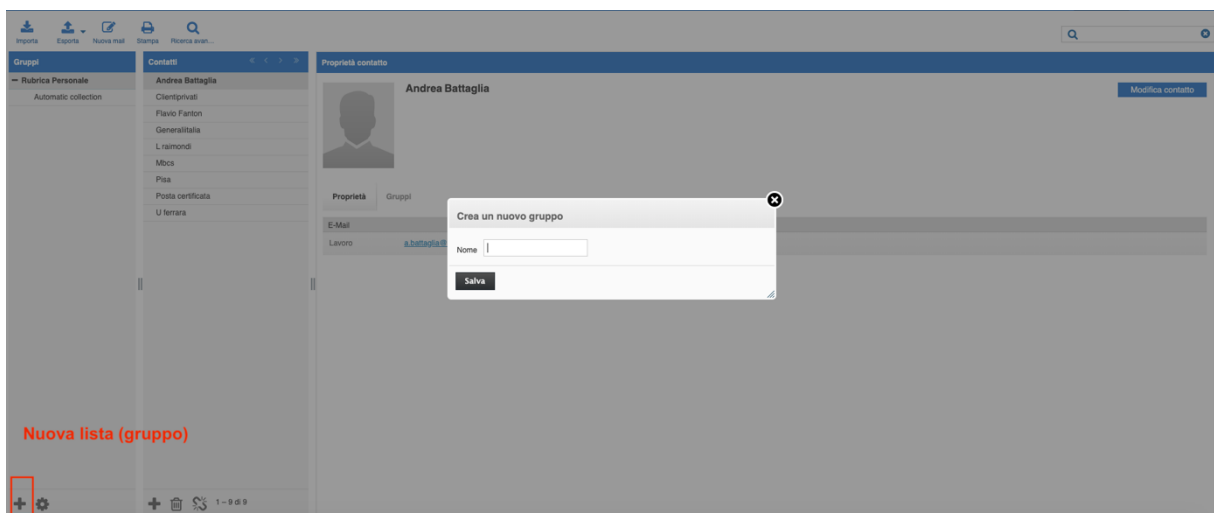 Importa Esporta Nuova mail Stampa Ricerca avan...
Gruppi
Rubrica Personale
Automatic collection
Contatti
Andrea Battaglia
Clientiprivati
Flavio Fanton
Generaliitalia
L raimondi
Mbcs
Pisa
Posta certificata
U ferrara
Proprietà contatto
Andrea Battaglia
Modifica contatto
Proprietà Gruppi
E-Mail
Lavoro a.battaglia@
Crea un nuovo gruppo
Nome
Salva
Nuova lista (gruppo)
1 – 9 di 9